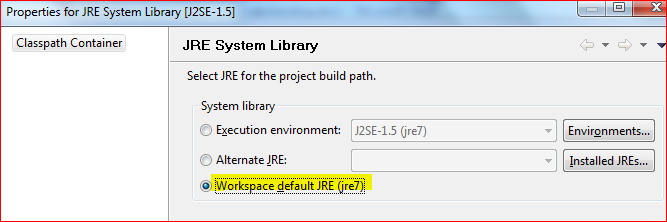 Properties for JRE System Library [J2SE-1.5]
Classpath Container
JRE System Library
Select JRE for the project build path.
System library
Execution environment: J2SE-1.5 (jre7) Environments...
Alternate JRE: Installed JREs...
Workspace default JRE (jre7)